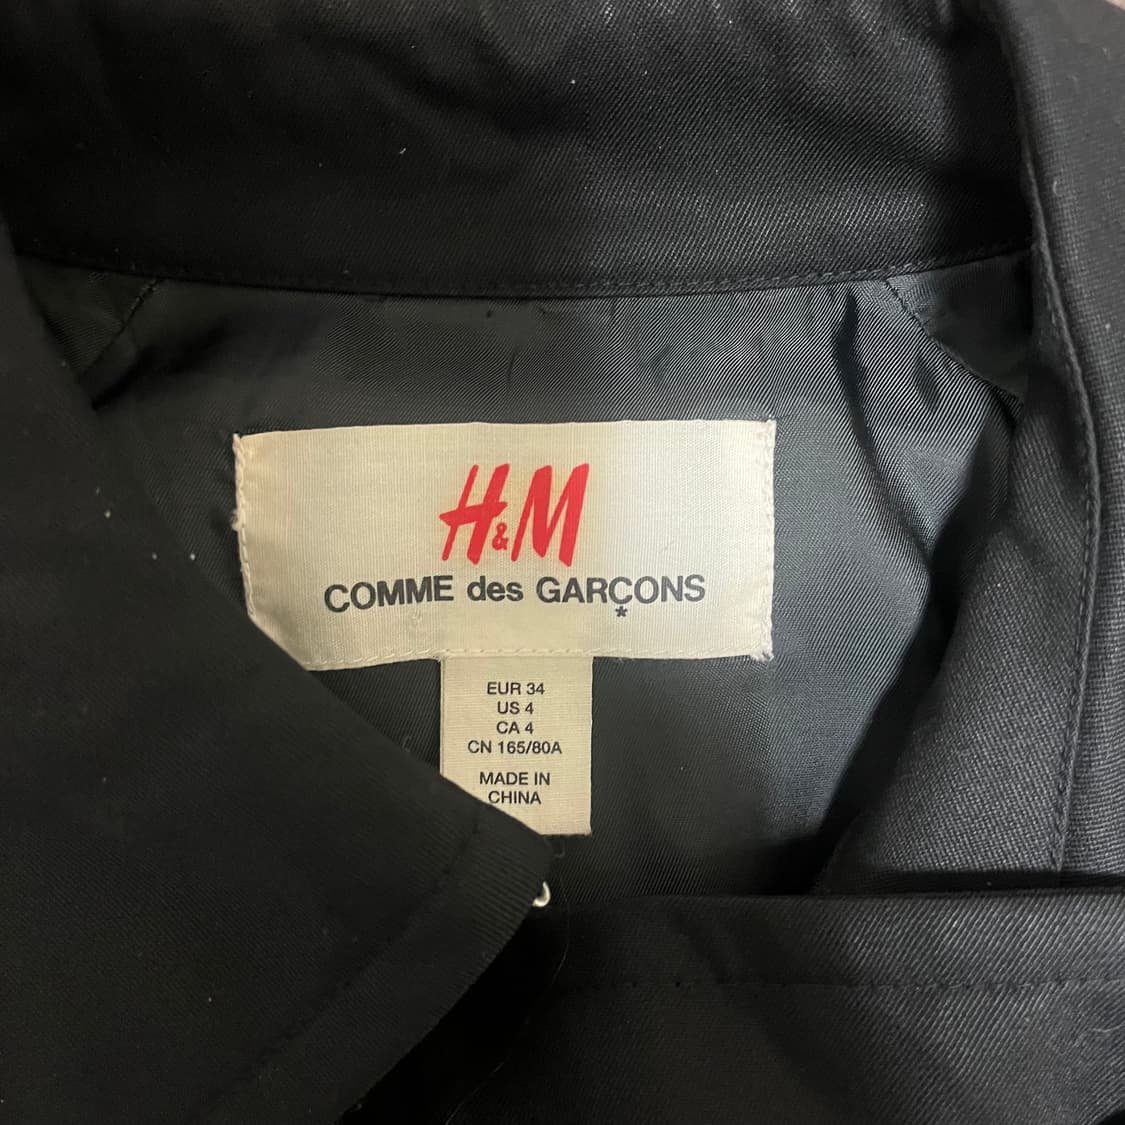 H&M
COMME des GARÇONS
*
EUR 34
US 4
CA 4
CN 165/80A
MADE IN
CHINA